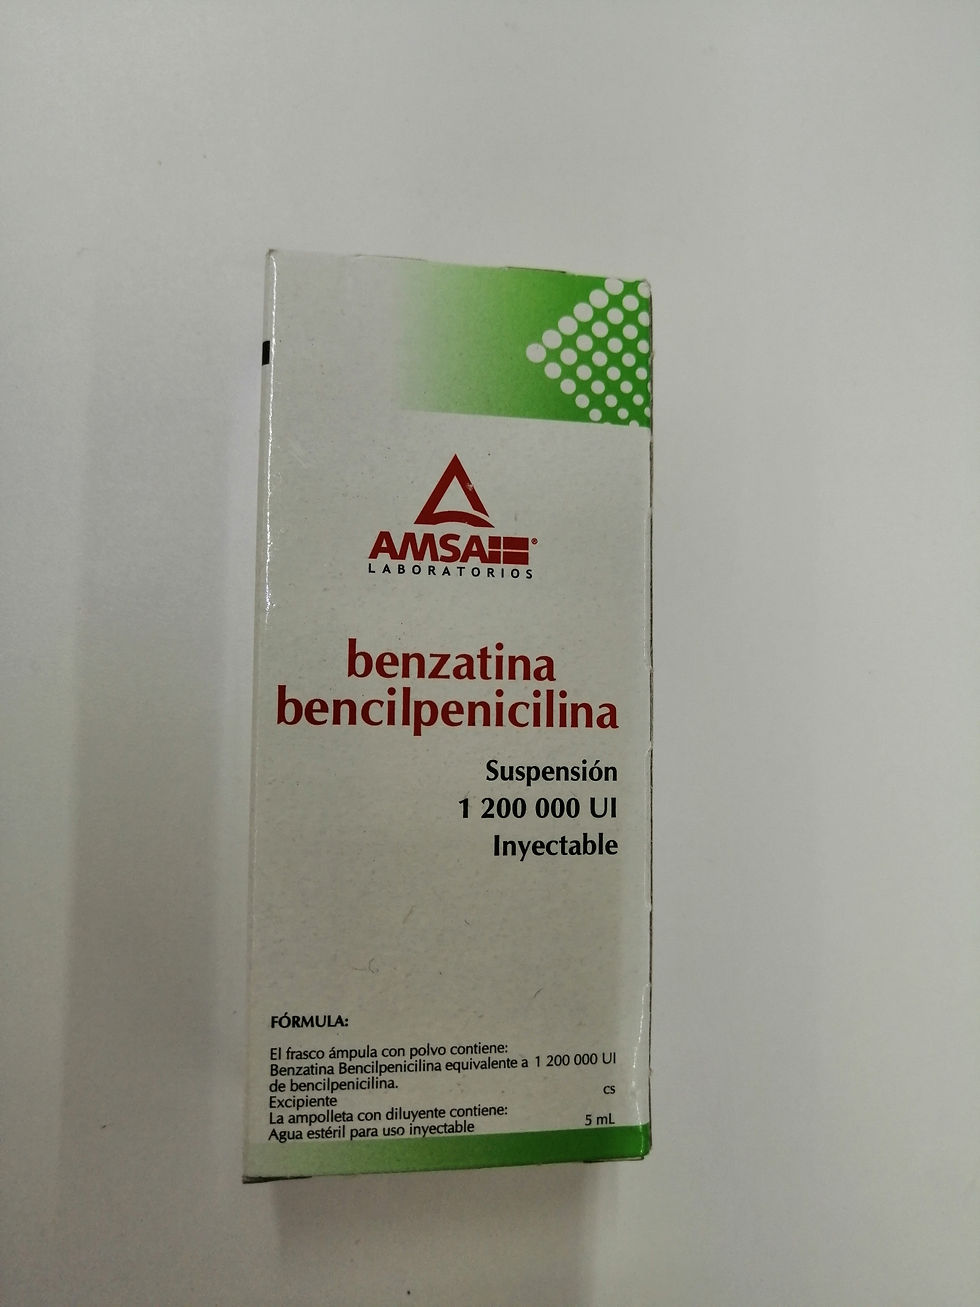 AMSA®
LABORATORIOS
benzatina
bencilpenicilina
Suspensión
1 200 000 UI
Inyectable
FÓRMULA:
El frasco ámpula con polvo contiene:
Benzatina Bencilpenicilina equivalente a 1 200 000 UI
de bencilpenicilina.
Excipiente cs
La ampolleta con diluyente contiene:
Agua estéril para uso inyectable 5 mL